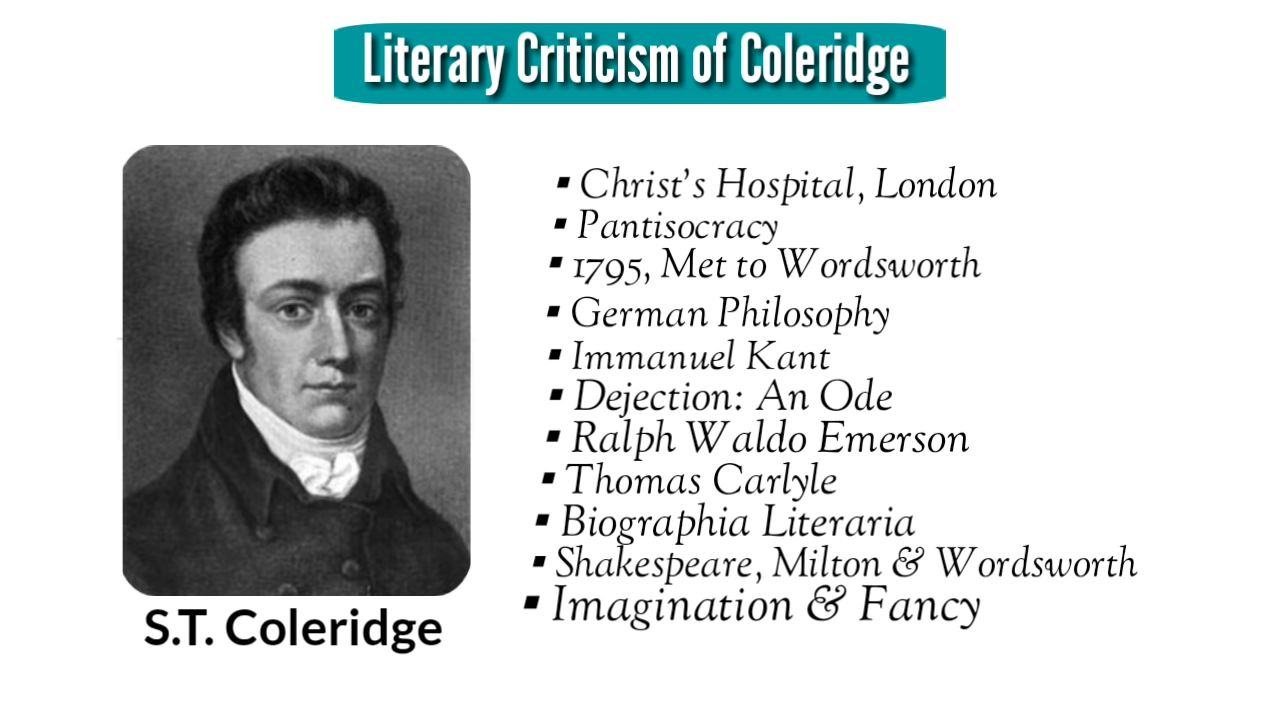 Literary Criticism of Coleridge
▪ Christ's Hospital, London
▪ Pantisocracy
▪ 1795, Met to Wordsworth
▪ German Philosophy
▪ Immanuel Kant
▪ Dejection: An Ode
▪ Ralph Waldo Emerson
▪ Thomas Carlyle
▪ Biographia Literaria
▪ Shakespeare, Milton & Wordsworth
▪ Imagination & Fancy
S.T. Coleridge